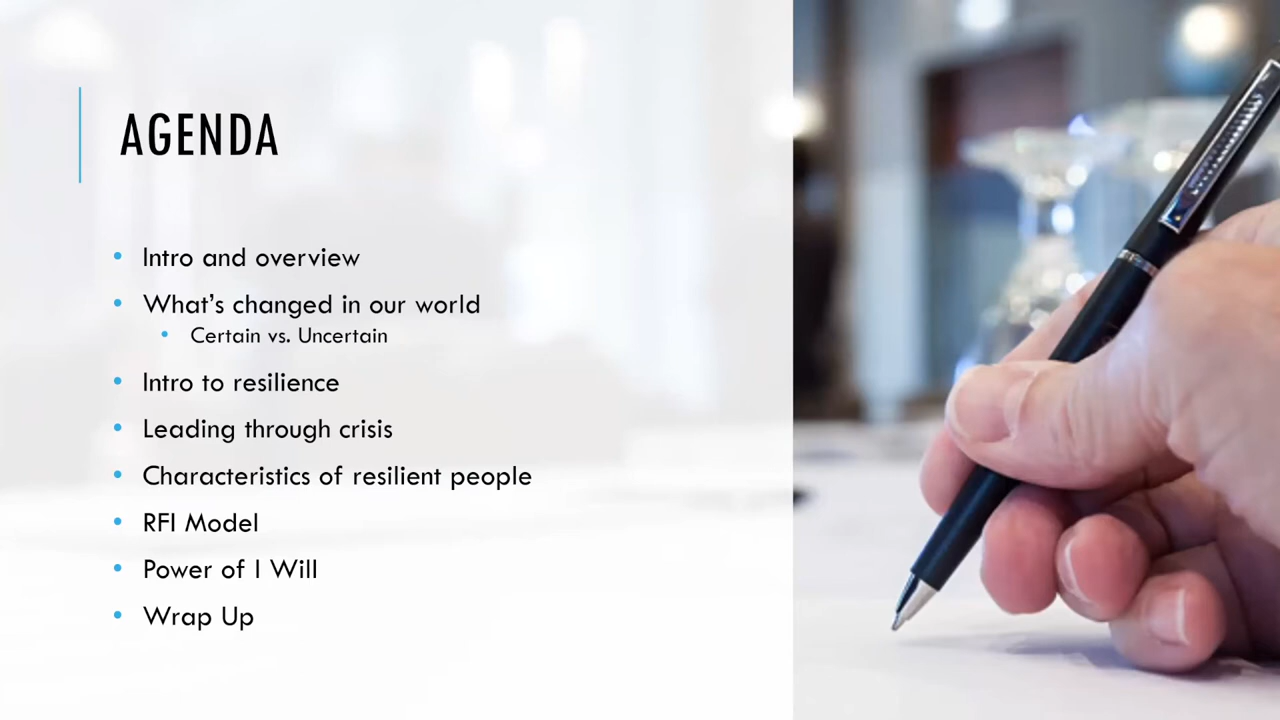 AGENDA
• Intro and overview
• What's changed in our world
• Certain vs. Uncertain
• Intro to resilience
• Leading through crisis
• Characteristics of resilient people
• RFI Model
• Power of I Will
• Wrap Up